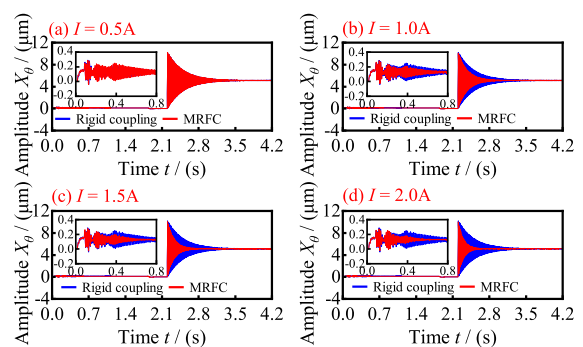 (a) I = 0.5A
Amplitude Xθ / (μm)
12
8
4
0
-4
0.4
0.2
0.0
-0.2
0.0 0.4 0.8
Rigid coupling MRFC
0.0 0.7 1.4 2.1 2.8 3.5 4.2
Time t / (s)
(b) I = 1.0A
Amplitude Xθ / (μm)
12
8
4
0
-4
0.4
0.2
0.0
-0.2
0.0 0.4 0.8
Rigid coupling MRFC
0.0 0.7 1.4 2.1 2.8 3.5 4.2
Time t / (s)
(c) I = 1.5A
Amplitude Xθ / (μm)
12
8
4
0
-4
0.4
0.2
0.0
-0.2
0.0 0.4 0.8
Rigid coupling MRFC
0.0 0.7 1.4 2.1 2.8 3.5 4.2
Time t / (s)
(d) I = 2.0A
Amplitude Xθ / (μm)
12
8
4
0
-4
0.4
0.2
0.0
-0.2
0.0 0.4 0.8
Rigid coupling MRFC
0.0 0.7 1.4 2.1 2.8 3.5 4.2
Time t / (s)